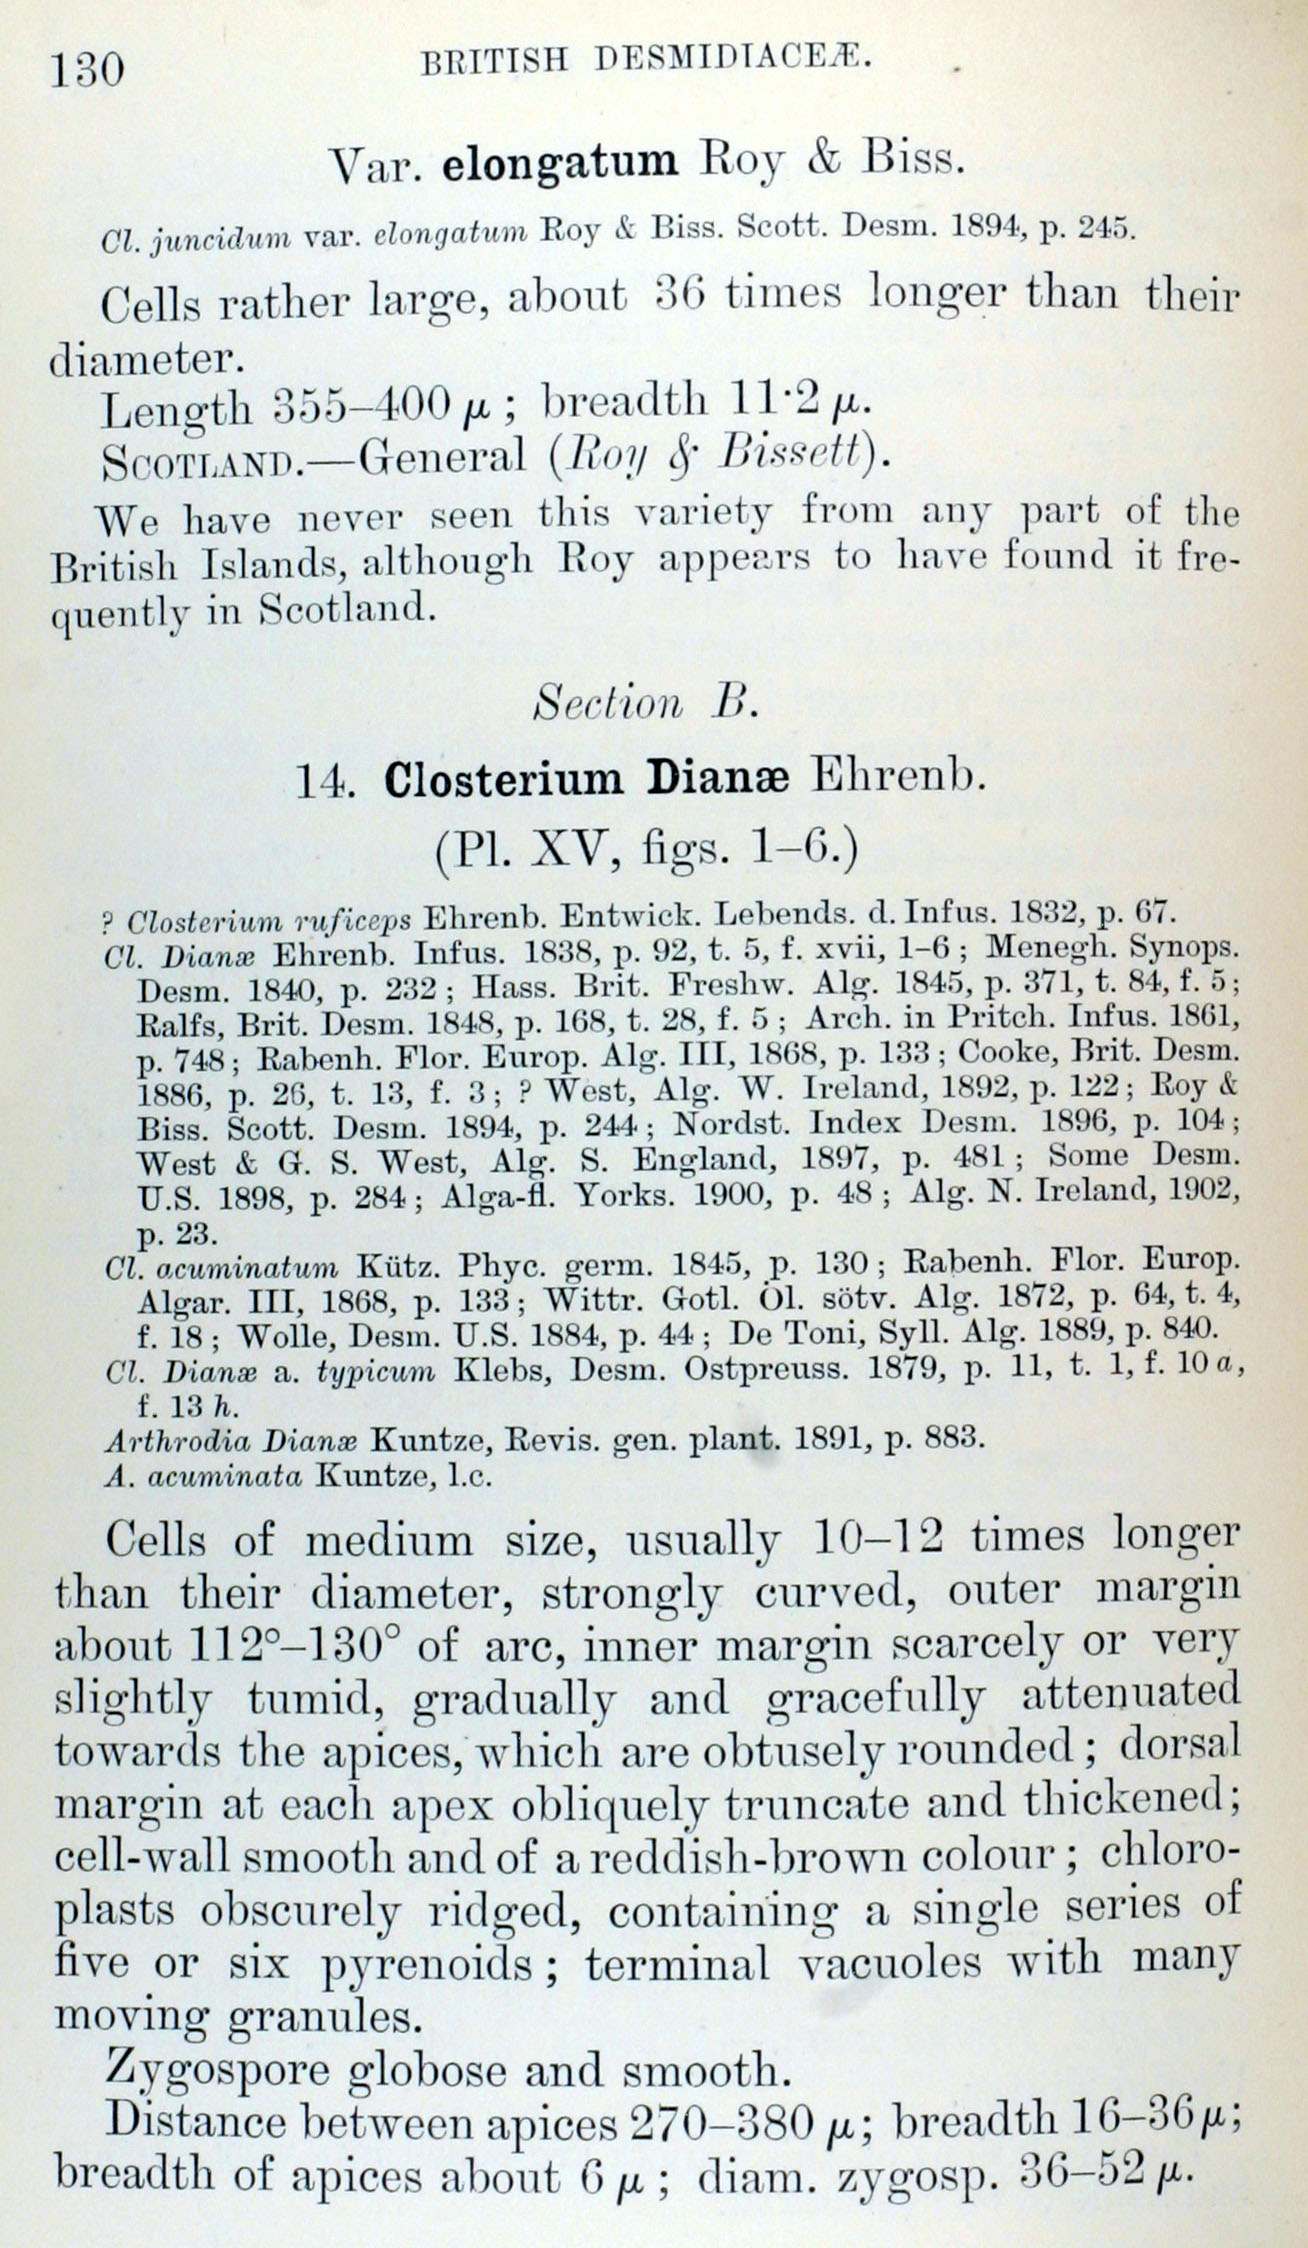 130
BRITISH DESMIDIACEÆ.
Var. elongatum Roy & Biss.
Cl. juncidum var. elongatum Roy & Biss. Scott. Desm. 1894, p. 245.
Cells rather large, about 36 times longer than their
diameter.
Length 355–400 µ ; breadth 11·2 µ.
SCOTLAND.—General (Roy & Bissett).
We have never seen this variety from any part of the
British Islands, although Roy appears to have found it fre-
quently in Scotland.
Section B.
14. Closterium Dianæ Ehrenb.
(Pl. XV, figs. 1–6.)
? Closterium ruficeps Ehrenb. Entwick. Lebends. d. Infus. 1832, p. 67.
Cl. Dianæ Ehrenb. Infus. 1838, p. 92, t. 5, f. xvii, 1–6 ; Menegh. Synops.
Desm. 1840, p. 232 ; Hass. Brit. Freshw. Alg. 1845, p. 371, t. 84, f. 5 ;
Ralfs, Brit. Desm. 1848, p. 168, t. 28, f. 5 ; Arch. in Pritch. Infus. 1861,
p. 748 ; Rabenh. Flor. Europ. Alg. III, 1868, p. 133 ; Cooke, Brit. Desm.
1886, p. 26, t. 13, f. 3 ; ? West, Alg. W. Ireland, 1892, p. 122 ; Roy &
Biss. Scott. Desm. 1894, p. 244 ; Nordst. Index Desm. 1896, p. 104 ;
West & G. S. West, Alg. S. England, 1897, p. 481 ; Some Desm.
U.S. 1898, p. 284 ; Alga-fl. Yorks. 1900, p. 48 ; Alg. N. Ireland, 1902,
p. 23.
Cl. acuminatum Kütz. Phyc. germ. 1845, p. 130 ; Rabenh. Flor. Europ.
Algar. III, 1868, p. 133 ; Wittr. Gotl. Öl. sötv. Alg. 1872, p. 64, t. 4,
f. 18 ; Wolle, Desm. U.S. 1884, p. 44 ; De Toni, Syll. Alg. 1889, p. 840.
Cl. Dianæ a. typicum Klebs, Desm. Ostpreuss. 1879, p. 11, t. 1, f. 10 a,
f. 13 h.
Arthrodia Dianæ Kuntze, Revis. gen. plant. 1891, p. 883.
A. acuminata Kuntze, l.c.
Cells of medium size, usually 10–12 times longer
than their diameter, strongly curved, outer margin
about 112°–130° of arc, inner margin scarcely or very
slightly tumid, gradually and gracefully attenuated
towards the apices, which are obtusely rounded ; dorsal
margin at each apex obliquely truncate and thickened ;
cell-wall smooth and of a reddish-brown colour ; chloro-
plasts obscurely ridged, containing a single series of
five or six pyrenoids ; terminal vacuoles with many
moving granules.
Zygospore globose and smooth.
Distance between apices 270–380 µ ; breadth 16–36 µ ;
breadth of apices about 6 µ ; diam. zygosp. 36–52 µ.